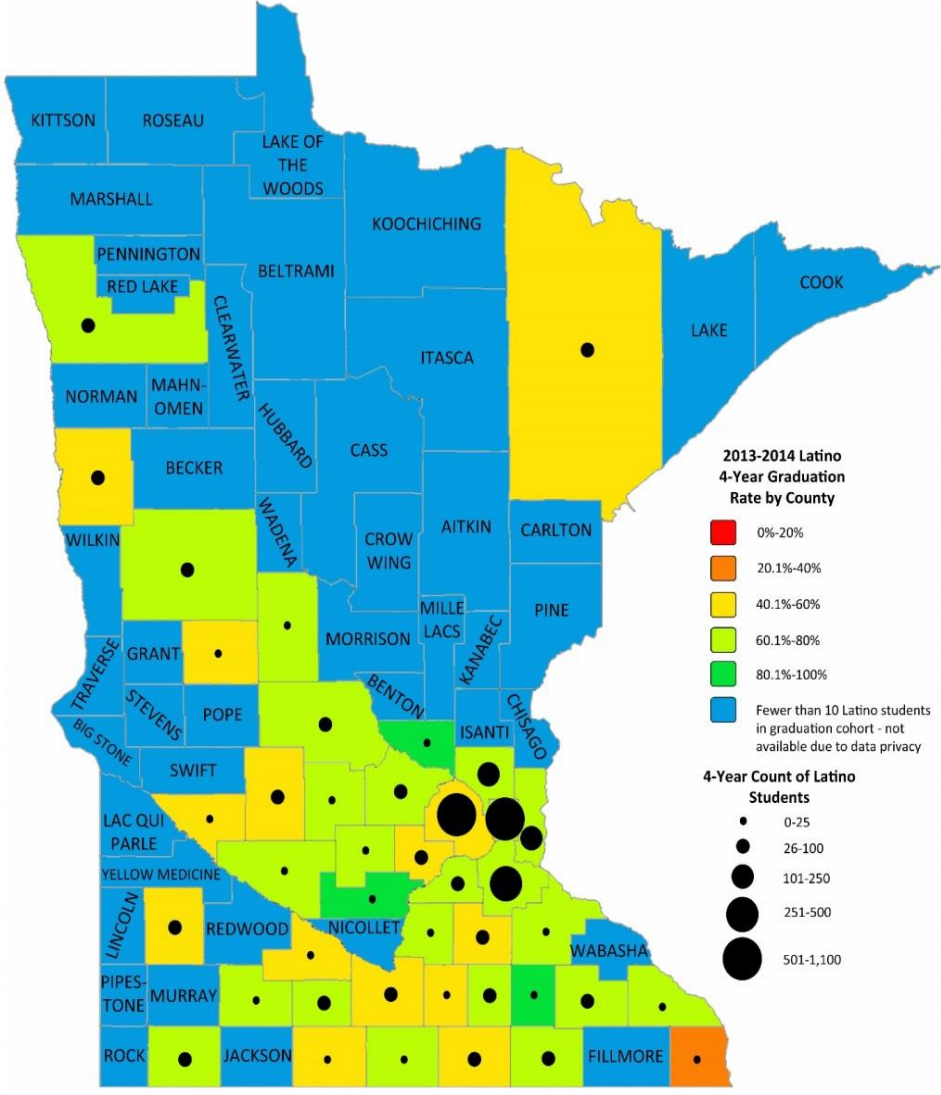 KITTSON
ROSEAU
LAKE OF
THE
WOODS
MARSHALL
KOOCHICHING
PENNINGTON
BELTRAMI
RED LAKE
COOK
LAKE
CLEARWATER
ITASCA
NORMAN
MAHN-
OMEN
HUBBARD
CASS
BECKER
2013-2014 Latino
4-Year Graduation
Rate by County
0%-20%
20.1%-40%
40.1%-60%
60.1%-80%
80.1%-100%
Fewer than 10 Latino students
in graduation cohort - not
available due to data privacy
WILKIN
WADENA
CROW
WING
AITKIN
CARLTON
PINE
MILLE
LACS
KANABEC
MORRISON
TRAVERSE
GRANT
STEVENS
POPE
BENTON
ISANTI
CHISAGO
BIG STONE
SWIFT
4-Year Count of Latino
Students
0-25
26-100
101-250
251-500
501-1,100
LAC QUI
PARLE
YELLOW MEDICINE
LINCOLN
REDWOOD
NICOLLET
WABASHA
PIPES-
TONE
MURRAY
ROCK
JACKSON
FILLMORE